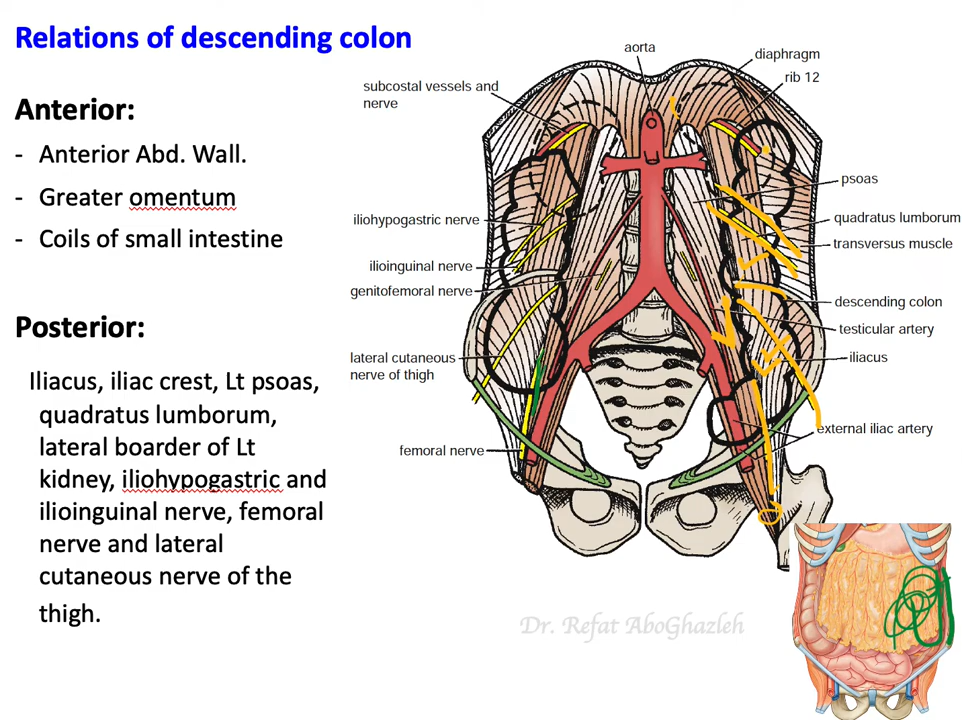 Relations of descending colon
Anterior:
- Anterior Abd. Wall.
- Greater omentum
- Coils of small intestine
Posterior:
Iliacus, iliac crest, Lt psoas,
quadratus lumborum,
lateral boarder of Lt
kidney, iliohypogastric and
ilioinguinal nerve, femoral
nerve and lateral
cutaneous nerve of the
thigh.
aorta
diaphragm
rib 12
subcostal vessels and
nerve
psoas
iliohypogastric nerve
quadratus lumborum
transversus muscle
ilioinguinal nerve
genitofemoral nerve
descending colon
testicular artery
lateral cutaneous
nerve of thigh
iliacus
external iliac artery
femoral nerve
Dr. Refat AboGhazleh